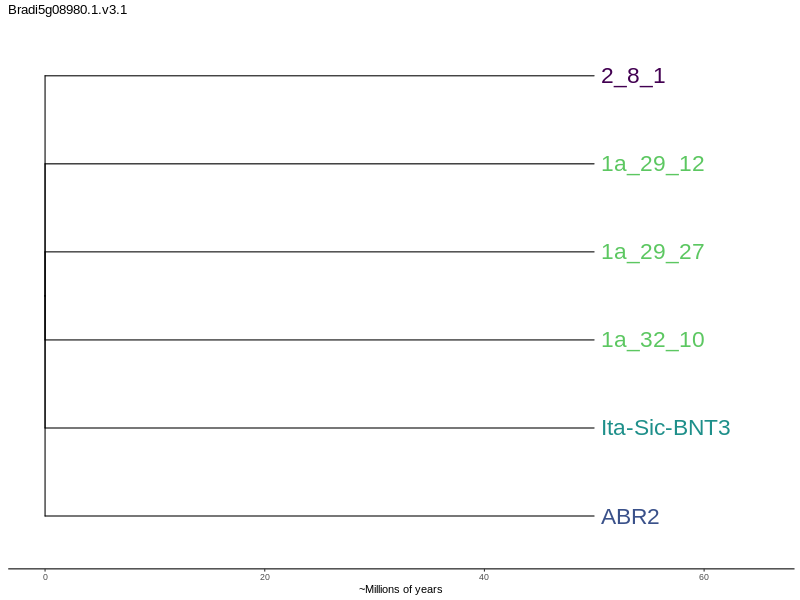 Bradi5g08980.1.v3.1
2_8_1
1a_29_12
1a_29_27
1a_32_10
Ita-Sic-BNT3
ABR2
0 20 40 60
~Millions of years